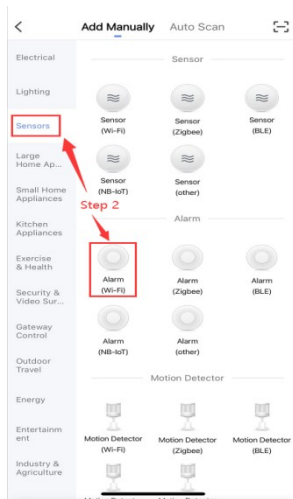 Add Manually Auto Scan
Electrical
Lighting
Sensors
Large
Home Ap...
Small Home
Appliances
Kitchen
Appliances
Exercise
& Health
Security &
Video Sur...
Gateway
Control
Outdoor
Travel
Energy
Entertainm
ent
Industry &
Agriculture
Sensor
Sensor
(Wi-Fi)
Sensor
(Zigbee)
Sensor
(BLE)
Sensor
(NB-IoT)
Sensor
(other)
Step 2
Alarm
Alarm
(Wi-Fi)
Alarm
(Zigbee)
Alarm
(BLE)
Alarm
(NB-IoT)
Alarm
(other)
Motion Detector
Motion Detector
(Wi-Fi)
Motion Detector
(Zigbee)
Motion Detector
(BLE)